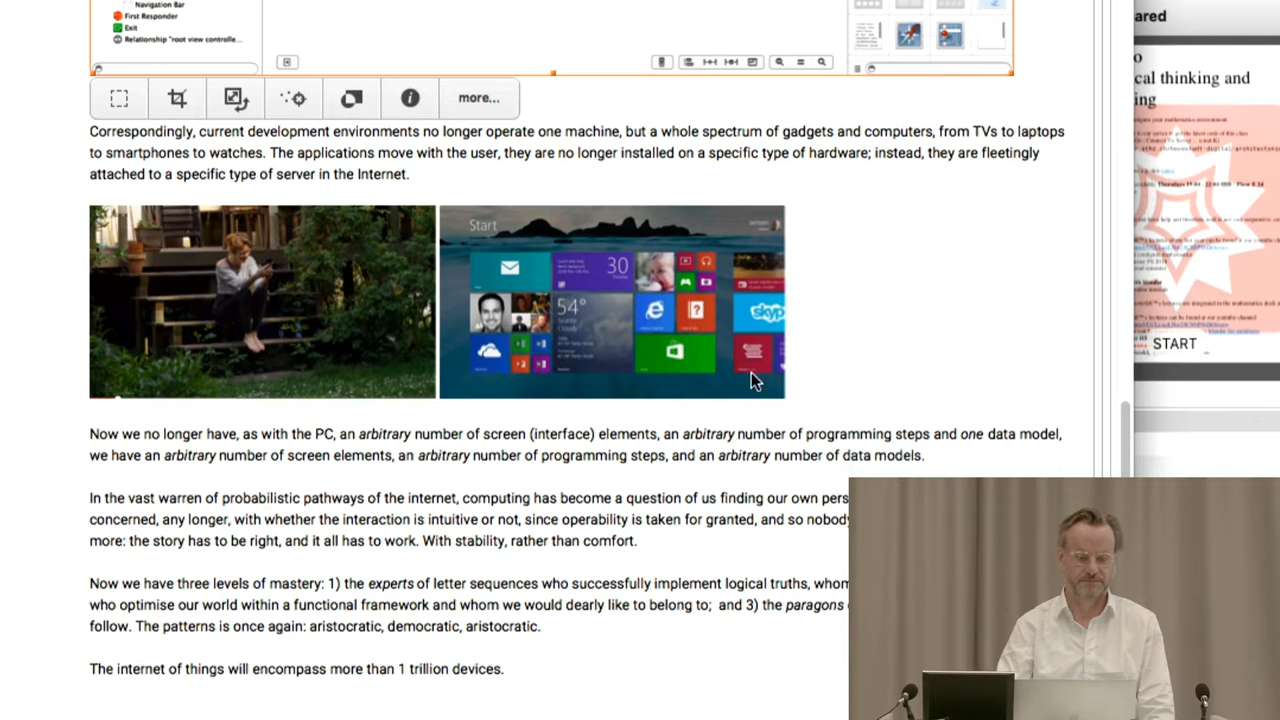 Navigation Bar
First Responder
Exit
Relationship "root view controlle...
more...
Correspondingly, current development environments no longer operate one machine, but a whole spectrum of gadgets and computers, from TVs to laptops
to smartphones to watches. The applications move with the user, they are no longer installed on a specific type of hardware; instead, they are fleetingly
attached to a specific type of server in the Internet.
Start
30
54°
skyp
Now we no longer have, as with the PC, an arbitrary number of screen (interface) elements, an arbitrary number of programming steps and one data model,
we have an arbitrary number of screen elements, an arbitrary number of programming steps, and an arbitrary number of data models.
In the vast warren of probabilistic pathways of the internet, computing has become a question of us finding our own pers
concerned, any longer, with whether the interaction is intuitive or not, since operability is taken for granted, and so nobody
more: the story has to be right, and it all has to work. With stability, rather than comfort.
Now we have three levels of mastery: 1) the experts of letter sequences who successfully implement logical truths, whom
who optimise our world within a functional framework and whom we would dearly like to belong to; and 3) the paragons
follow. The patterns is once again: aristocratic, democratic, aristocratic.
The internet of things will encompass more than 1 trillion devices.
ared
o
cal thinking and
ing
START